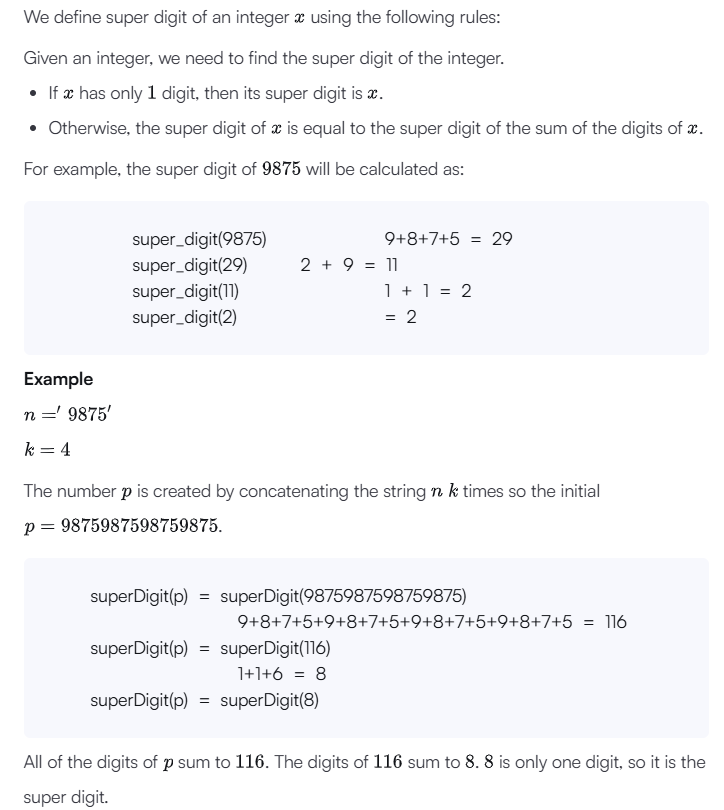 We define super digit of an integer x using the following rules:
Given an integer, we need to find the super digit of the integer.
• If x has only 1 digit, then its super digit is x.
• Otherwise, the super digit of x is equal to the super digit of the sum of the digits of x.
For example, the super digit of 9875 will be calculated as:
super_digit(9875) 9+8+7+5 = 29
super_digit(29) 2 + 9 = 11
super_digit(11) 1 + 1 = 2
super_digit(2) = 2
Example
n =′ 9875′
k = 4
The number p is created by concatenating the string n k times so the initial
p = 9875987598759875.
superDigit(p) = superDigit(9875987598759875)
9+8+7+5+9+8+7+5+9+8+7+5+9+8+7+5 = 116
superDigit(p) = superDigit(116)
1+1+6 = 8
superDigit(p) = superDigit(8)
All of the digits of p sum to 116. The digits of 116 sum to 8. 8 is only one digit, so it is the
super digit.